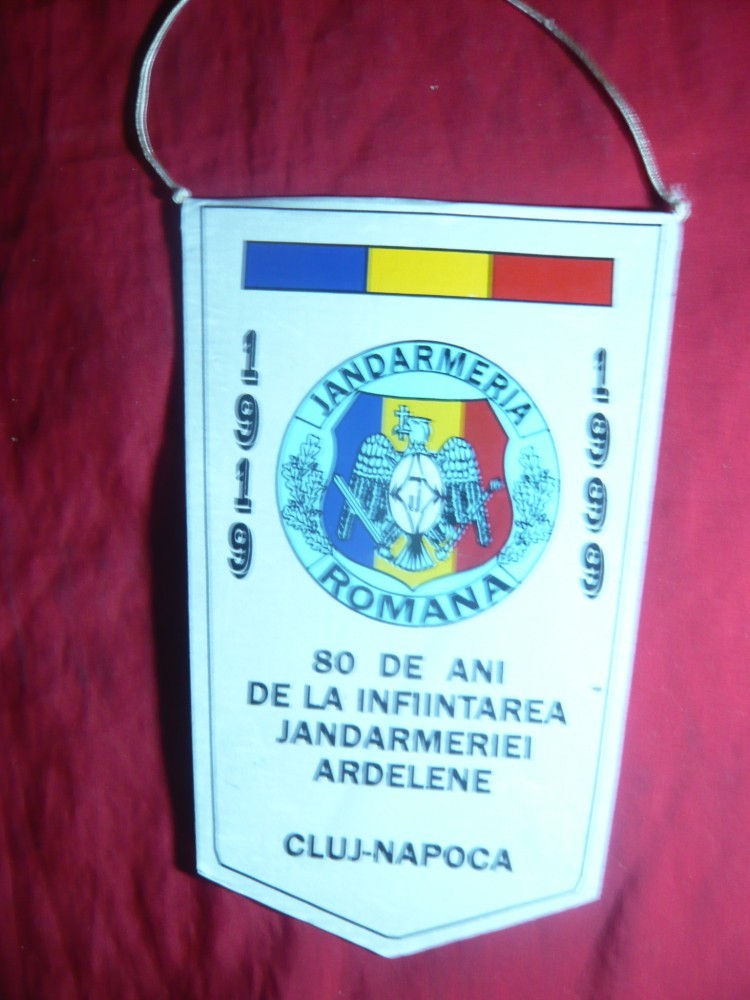 1919
1999
JANDARMERIA
ROMANA
J
80 DE ANI
DE LA INFIINTAREA
JANDARMERIEI
ARDELENE
CLUJ-NAPOCA